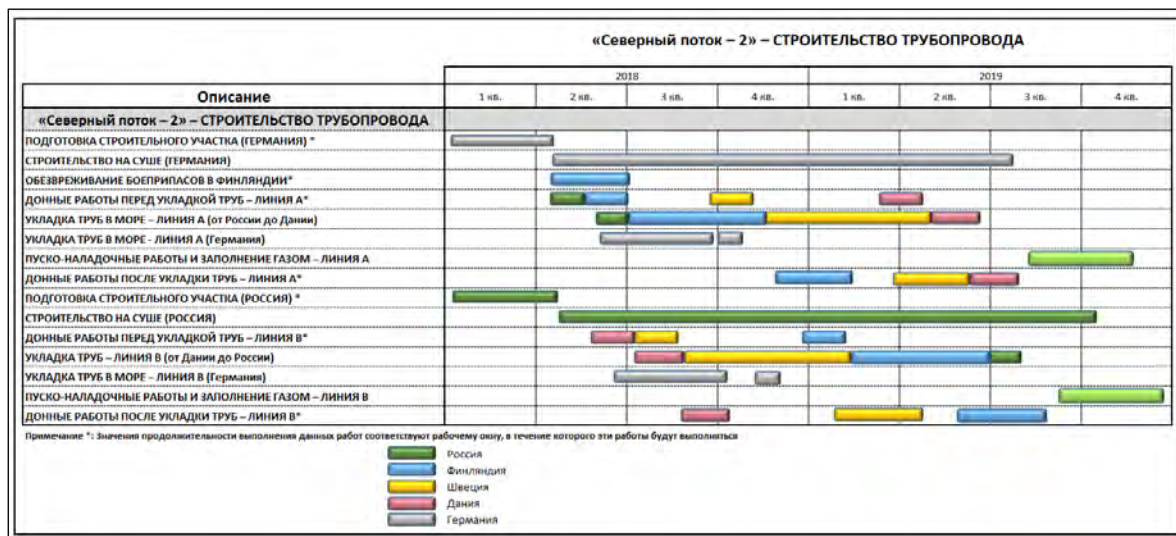 «Северный поток – 2» – СТРОИТЕЛЬСТВО ТРУБОПРОВОДА
2018 2019
Описание 1 кв. 2 кв. 3 кв. 4 кв. 1 кв. 2 кв. 3 кв. 4 кв.
«Северный поток – 2» – СТРОИТЕЛЬСТВО ТРУБОПРОВОДА
ПОДГОТОВКА СТРОИТЕЛЬНОГО УЧАСТКА (ГЕРМАНИЯ) *
СТРОИТЕЛЬСТВО НА СУШЕ (ГЕРМАНИЯ)
ОБЕЗВРЕЖИВАНИЕ БОЕПРИПАСОВ В ФИНЛЯНДИИ*
ДОННЫЕ РАБОТЫ ПЕРЕД УКЛАДКОЙ ТРУБ – ЛИНИЯ А*
УКЛАДКА ТРУБ В МОРЕ – ЛИНИЯ А (от России до Дании)
УКЛАДКА ТРУБ В МОРЕ - ЛИНИЯ А (Германия)
ПУСКО-НАЛАДОЧНЫЕ РАБОТЫ И ЗАПОЛНЕНИЕ ГАЗОМ – ЛИНИЯ А
ДОННЫЕ РАБОТЫ ПОСЛЕ УКЛАДКИ ТРУБ – ЛИНИЯ А*
ПОДГОТОВКА СТРОИТЕЛЬНОГО УЧАСТКА (РОССИЯ) *
СТРОИТЕЛЬСТВО НА СУШЕ (РОССИЯ)
ДОННЫЕ РАБОТЫ ПЕРЕД УКЛАДКОЙ ТРУБ – ЛИНИЯ В*
УКЛАДКА ТРУБ – ЛИНИЯ В (от Дании до России)
УКЛАДКА ТРУБ В МОРЕ – ЛИНИЯ В (Германия)
ПУСКО-НАЛАДОЧНЫЕ РАБОТЫ И ЗАПОЛНЕНИЕ ГАЗОМ – ЛИНИЯ В
ДОННЫЕ РАБОТЫ ПОСЛЕ УКЛАДКИ ТРУБ – ЛИНИЯ В*
Примечание *: Значения продолжительности выполнения данных работ соответствуют рабочему окну, в течение которого эти работы будут выполняться
Россия
Финляндия
Швеция
Дания
Германия